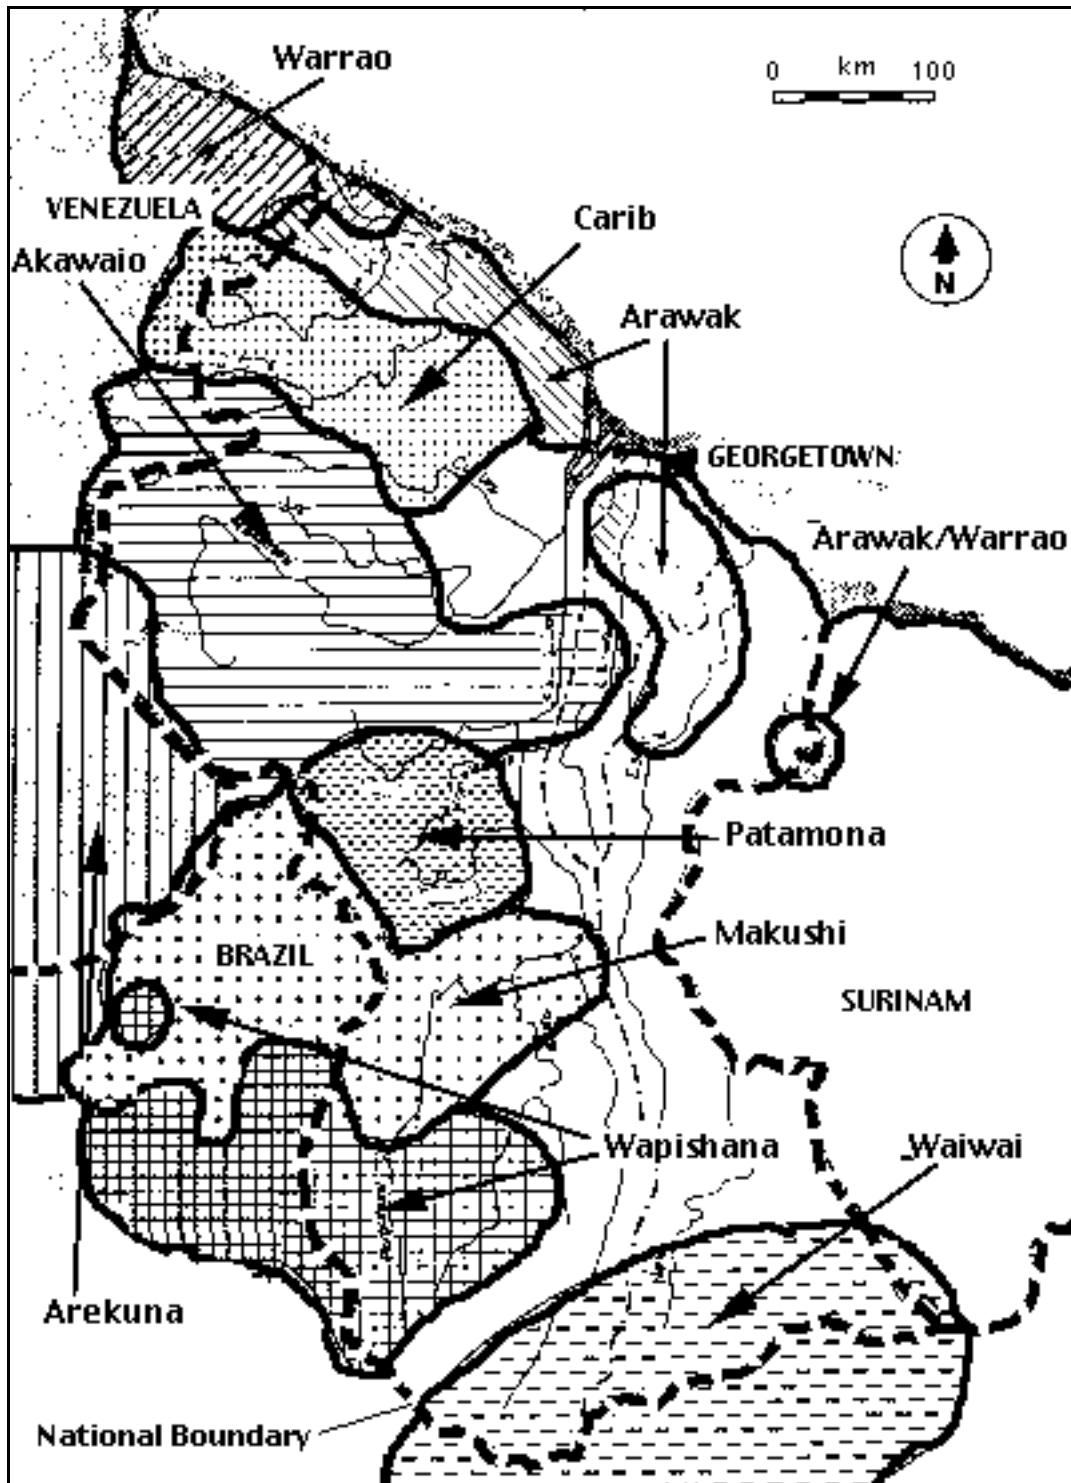 Warrao
0 km 100
VENEZUELA
Carib
Akawaio
N
Arawak
GEORGETOWN
Arawak/Warrao
Patamona
Makushi
BRAZIL
SURINAM
Wapishana
Waiwai
Arekuna
National Boundary